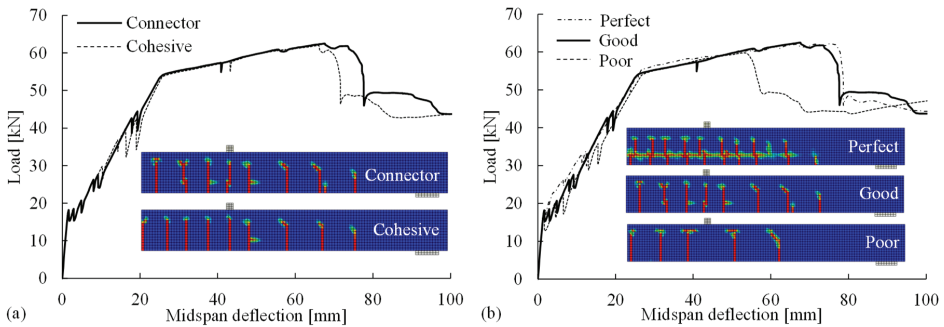 70
60
50
40
30
20
10
0
Load [kN]
Connector
Cohesive
Connector
Cohesive
0 20 40 60 80 100
(a) Midspan deflection [mm]
70
60
50
40
30
20
10
0
Load [kN]
Perfect
Good
Poor
Perfect
Good
Poor
0 20 40 60 80 100
(b) Midspan deflection [mm]